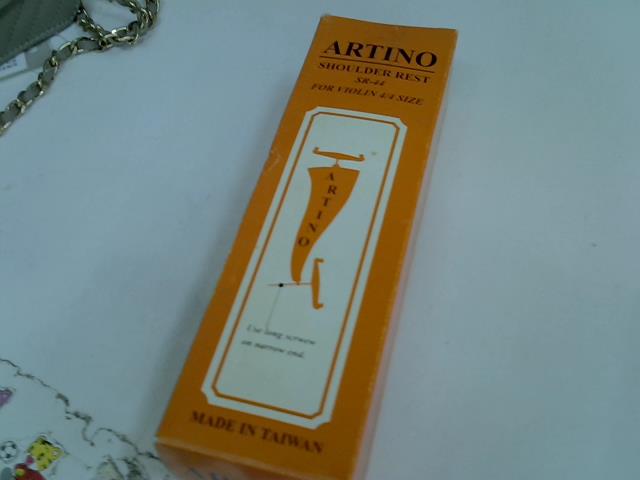 ARTINO
SHOULDER REST
SR-44
FOR VIOLIN 4/4 SIZE
ARTINO
Use long screws
on narrow end.
MADE IN TAIWAN